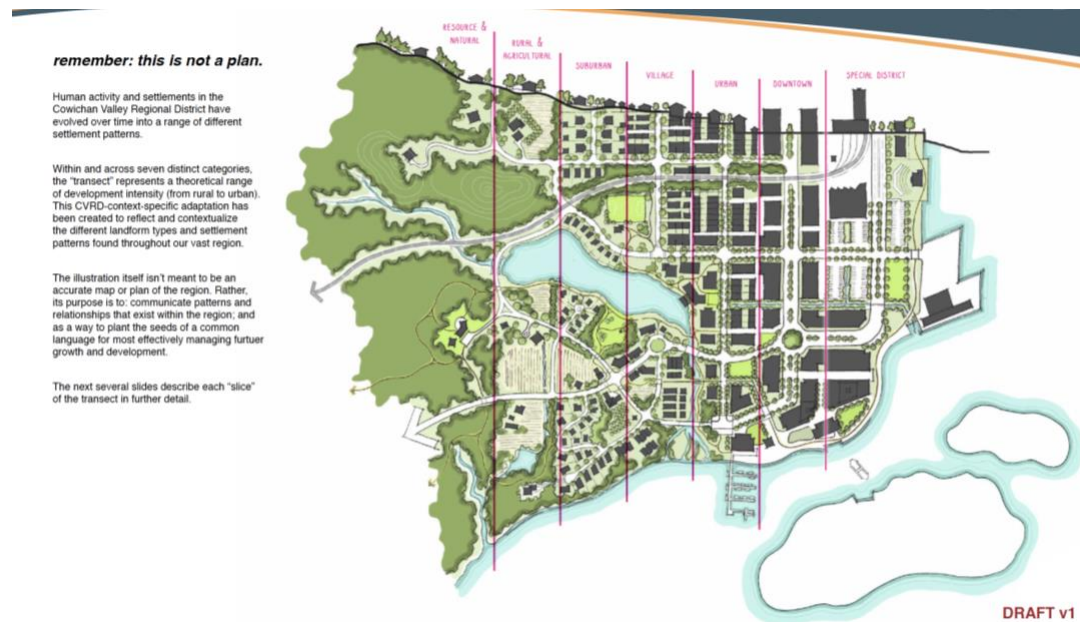 remember: this is not a plan.
Human activity and settlements in the
Cowichan Valley Regional District have
evolved over time into a range of different
settlement patterns.
Within and across seven distinct categories,
the "transect" represents a theoretical range
of development intensity (from rural to urban).
This CVRD-context-specific adaptation has
been created to reflect and contextualize
the different landform types and settlement
patterns found throughout our vast region.
The illustration itself isn't meant to be an
accurate map or plan of the region. Rather,
its purpose is to: communicate patterns and
relationships that exist within the region; and
as a way to plant the seeds of a common
language for most effectively managing furtuer
growth and development.
The next several slides describe each "slice"
of the transect in further detail.
RESOURCE &
NATURAL
RURAL &
AGRICULTURAL
SUBURBAN
VILLAGE
URBAN
DOWNTOWN
SPECIAL DISTRICT
DRAFT v1